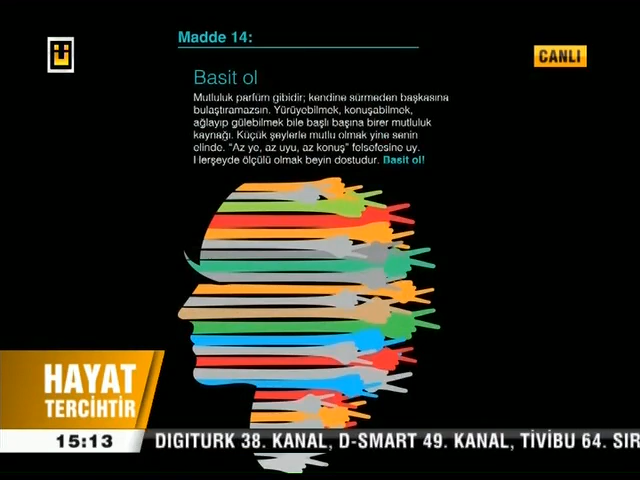 Madde 14:
Ü
CANLI
Basit ol
Mutluluk parfüm gibidir; kendine sürmeden başkasına
bulaştıramazsın. Yürüyebilmek, konuşabilmek,
ağlayıp gülebilmek bile başlı başına birer mutluluk
kaynağı. Küçük şeylerle mutlu olmak yine senin
elinde. "Az ye, az uyu, az konuş" felsefesine uy.
Herşeyde ölçülü olmak beyin dostudur. Basit ol!
HAYAT
TERCİHTİR
15:13
DIGITURK 38. KANAL, D-SMART 49. KANAL, TİVİBU 64. SIR